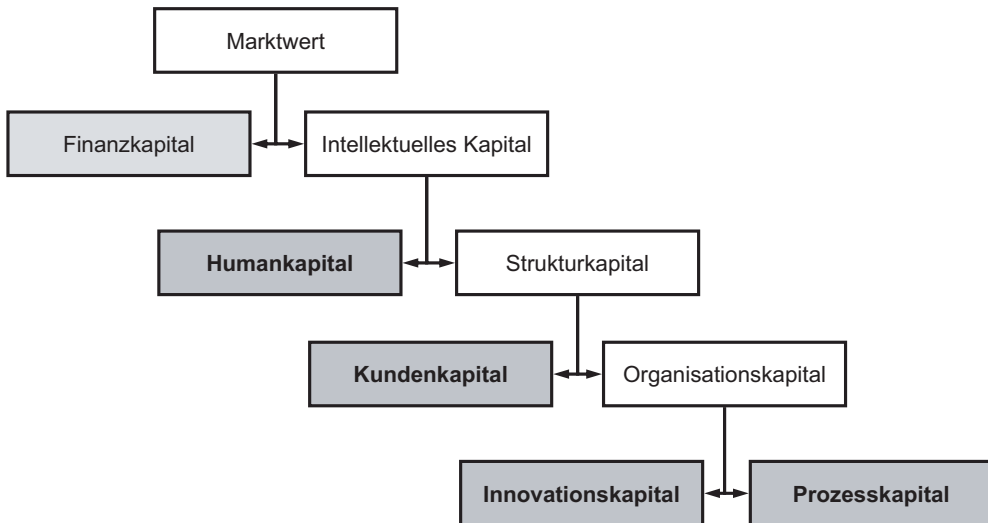 Marktwert
Finanzkapital
Intellektuelles Kapital
Humankapital
Strukturkapital
Kundenkapital
Organisationskapital
Innovationskapital
Prozesskapital